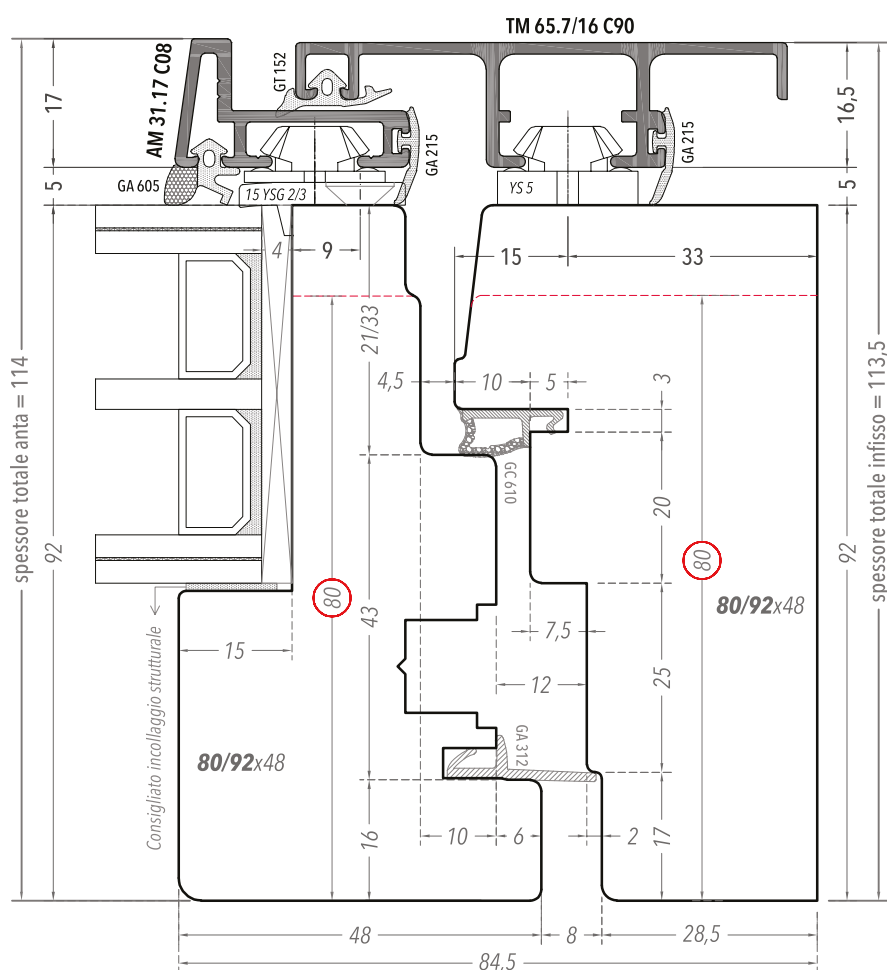 TM 65.7/16 C90
AM 31.17 C08
GT 152
GA 215
GA 215
GA 605
15 YSG 2/3
YS 5
17
5
16,5
5
4
9
15
33
21/33
4,5
10
5
3
GC 610
20
spessore totale anta = 114
spessore totale infisso = 113,5
92
92
80
80
80/92x48
43
7,5
15
12
25
Consigliato incollaggio strutturale
GA 312
80/92x48
10
6
2
16
17
48
8
28,5
84,5